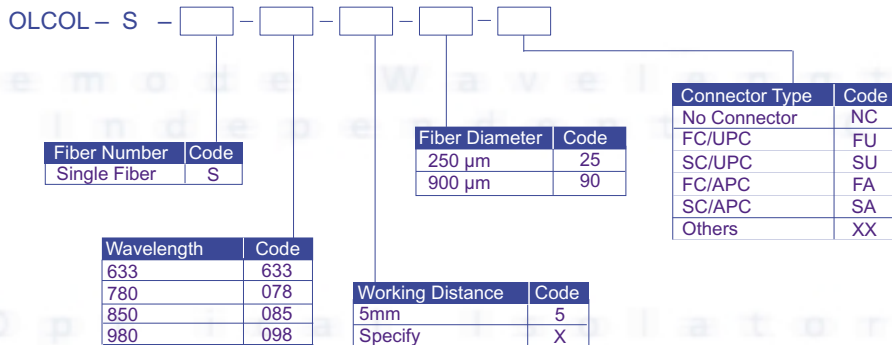 OLCOL – S –  –  –  –  –
Connector Type Code
No Connector NC
FC/UPC FU
SC/UPC SU
FC/APC FA
SC/APC SA
Others XX
Fiber Diameter Code
250 µm 25
900 µm 90
Fiber Number Code
Single Fiber S
Wavelength Code
633 633
780 078
850 085
980 098
Working Distance Code
5mm 5
Specify X